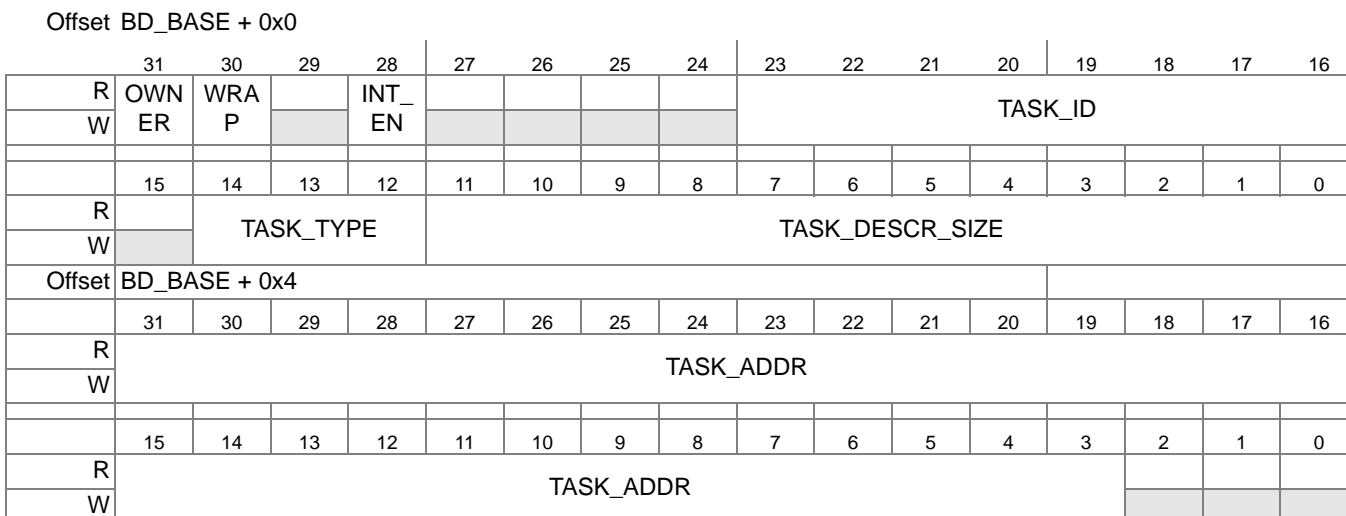 Offset BD_BASE + 0x0
31 30 29 28 27 26 25 24 23 22 21 20 19 18 17 16
R OWN WRA INT_ TASK_ID
W ER P EN
15 14 13 12 11 10 9 8 7 6 5 4 3 2 1 0
R TASK_TYPE TASK_DESCR_SIZE
W
Offset BD_BASE + 0x4
31 30 29 28 27 26 25 24 23 22 21 20 19 18 17 16
R TASK_ADDR
W
15 14 13 12 11 10 9 8 7 6 5 4 3 2 1 0
R TASK_ADDR
W